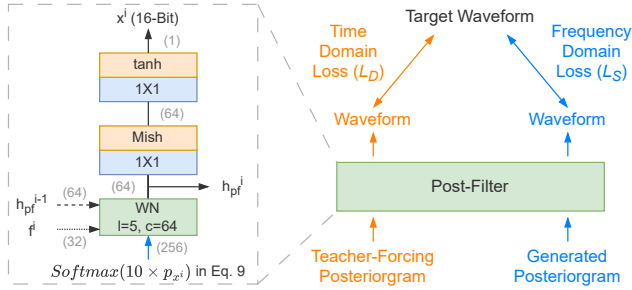 x^i (16-Bit)
(1)
tanh
1X1
(64)
Mish
1X1
(64)
h_pf^i
(64)
h_pf^i-1
WN
l=5, c=64
f^i
(32)
(256)
Softmax(10 × p_x^i) in Eq. 9
Target Waveform
Time
Domain
Loss (L_D)
Frequency
Domain
Loss (L_S)
Waveform
Waveform
Post-Filter
Teacher-Forcing
Posteriorgram
Generated
Posteriorgram